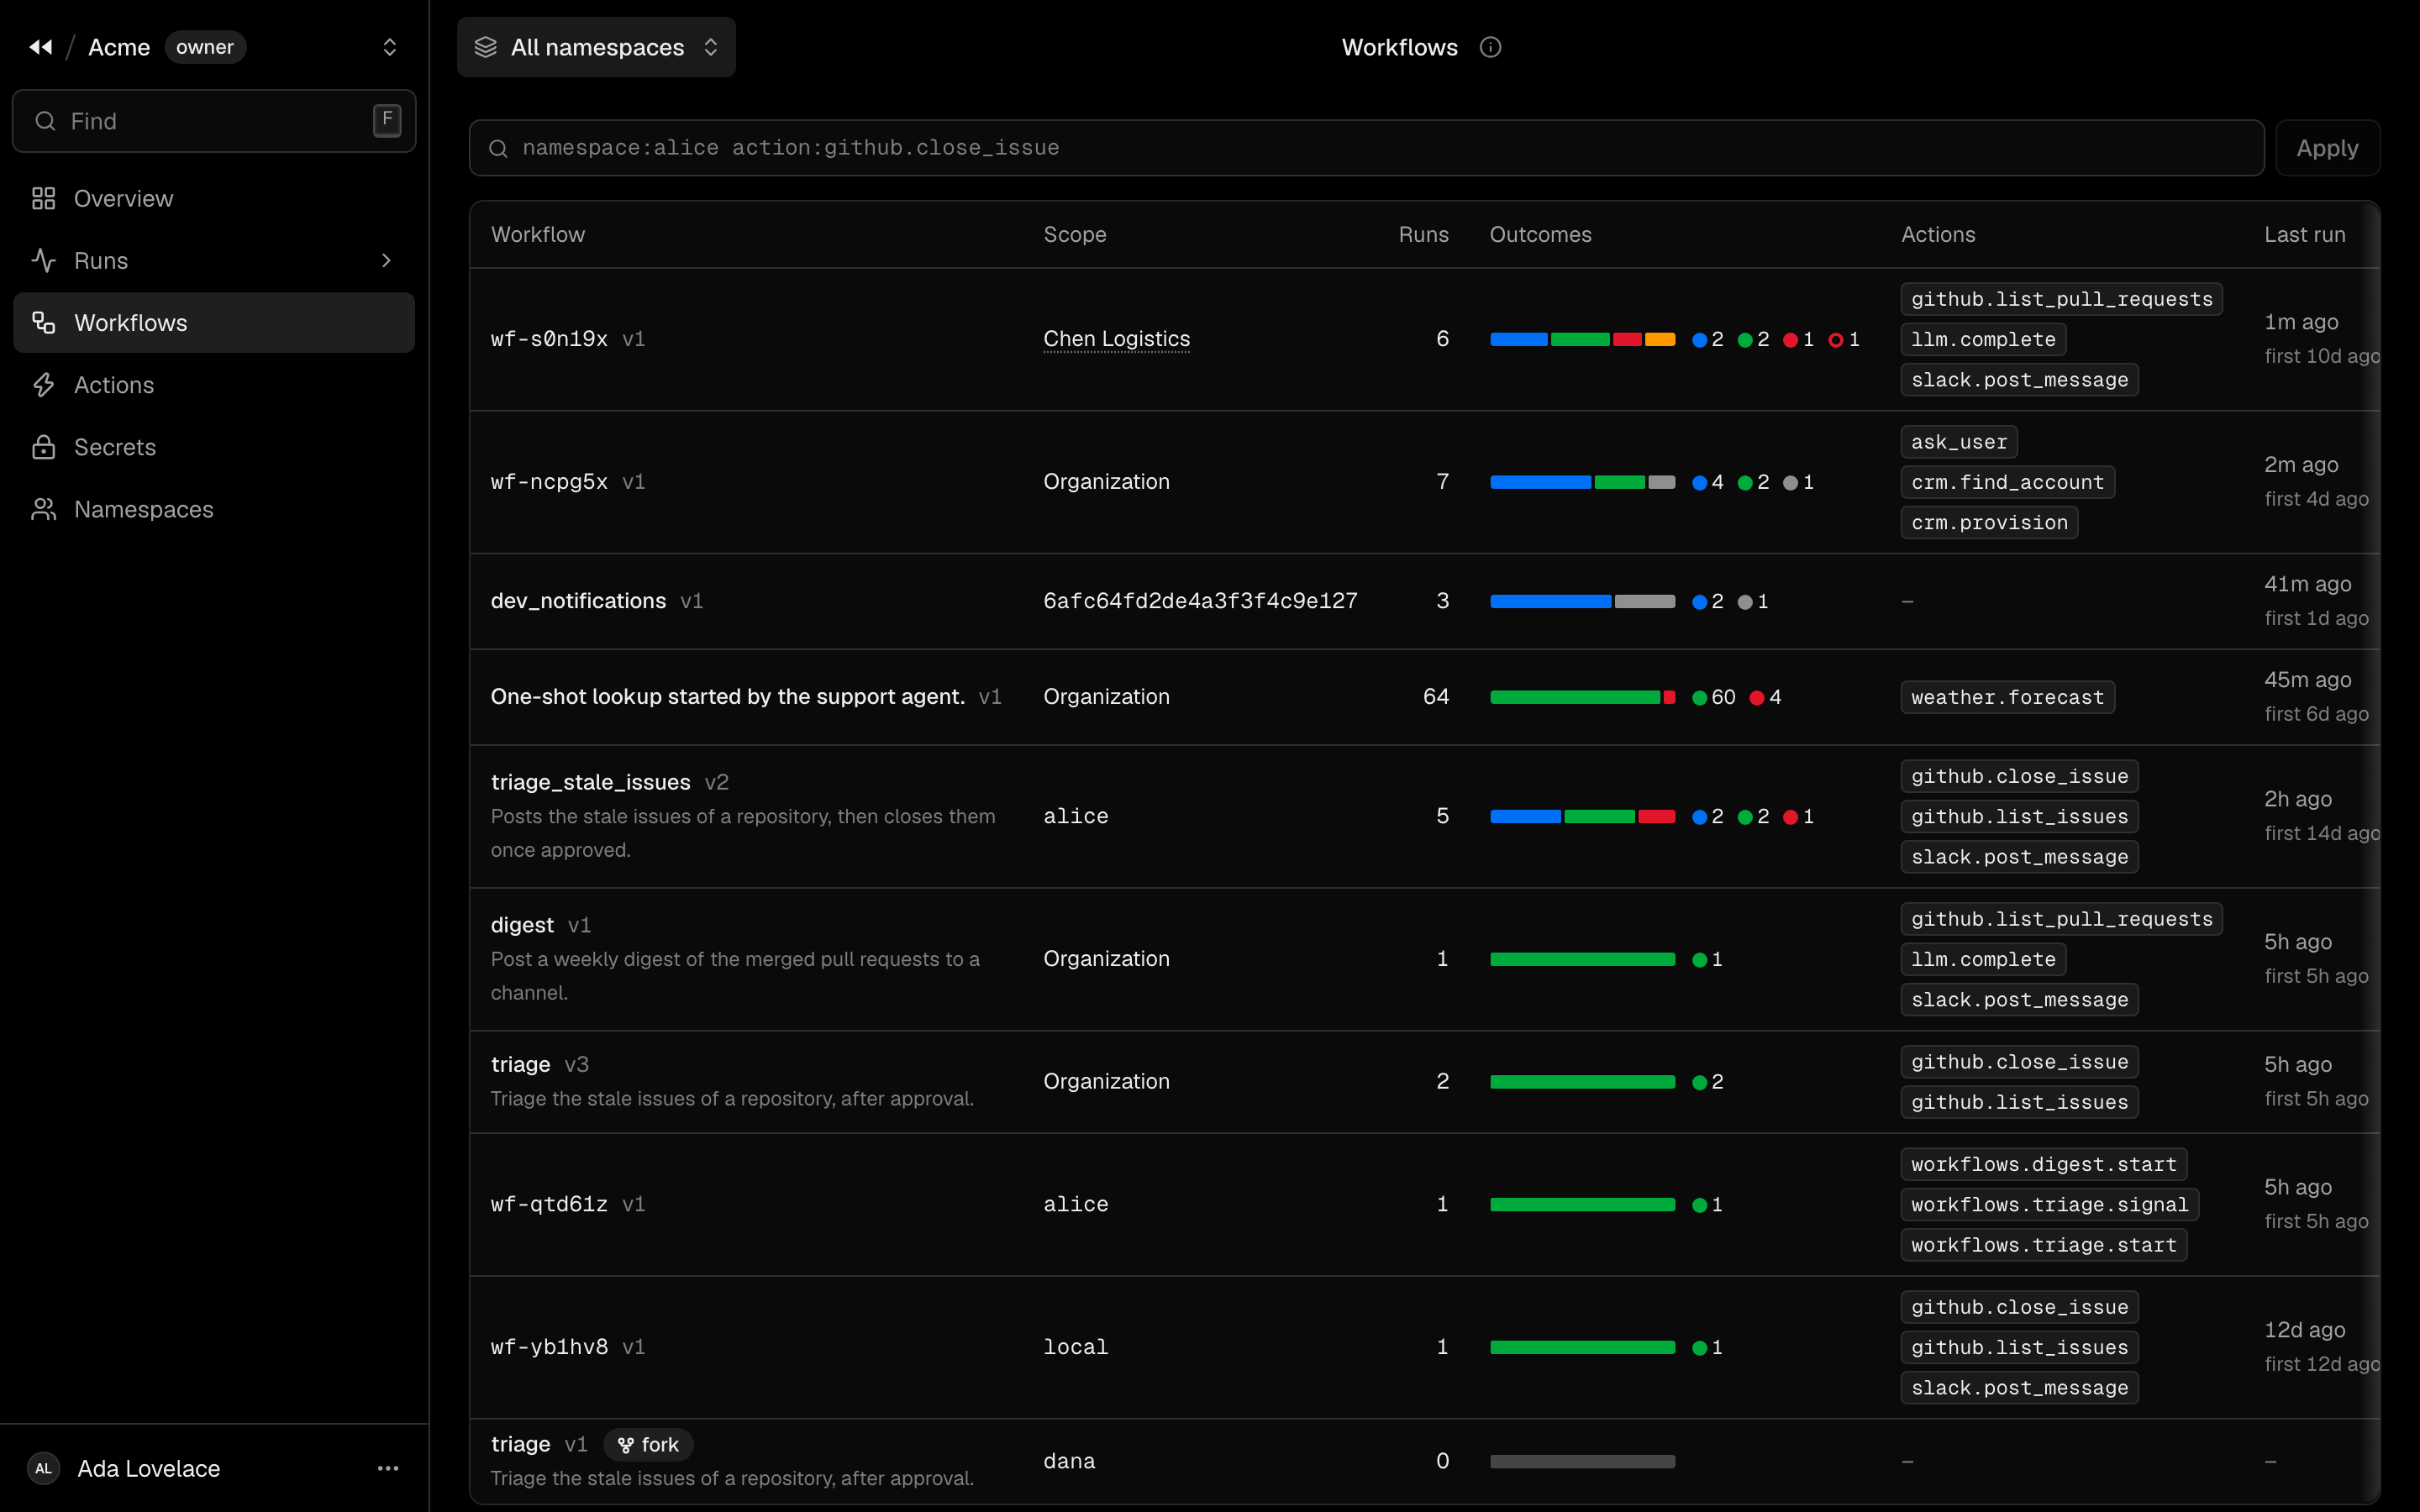 / Acme owner
Find F
Overview
Runs
Workflows
Actions
Secrets
Namespaces
AL Ada Lovelace
All namespaces
Workflows
namespace:alice action:github.close_issue
Apply
Workflow Scope Runs Outcomes Actions Last run
wf-s0n19x v1 Chen Logistics 6 2 2 1 1
github.list_pull_requests
llm.complete
slack.post_message
1m ago
first 10d ago
wf-ncpg5x v1 Organization 7 4 2 1
ask_user
crm.find_account
crm.provision
2m ago
first 4d ago
dev_notifications v1 6afc64fd2de4a3f3f4c9e127 3 2 1 –
41m ago
first 1d ago
One-shot lookup started by the support agent. v1 Organization 64 60 4
weather.forecast
45m ago
first 6d ago
triage_stale_issues v2
Posts the stale issues of a repository, then closes them
once approved.
alice 5 2 2 1
github.close_issue
github.list_issues
slack.post_message
2h ago
first 14d ago
digest v1
Post a weekly digest of the merged pull requests to a
channel.
Organization 1 1
github.list_pull_requests
llm.complete
slack.post_message
5h ago
first 5h ago
triage v3
Triage the stale issues of a repository, after approval.
Organization 2 2
github.close_issue
github.list_issues
5h ago
first 5h ago
wf-qtd61z v1 alice 1 1
workflows.digest.start
workflows.triage.signal
workflows.triage.start
5h ago
first 5h ago
wf-yb1hv8 v1 local 1 1
github.close_issue
github.list_issues
slack.post_message
12d ago
first 12d ago
triage v1 fork
Triage the stale issues of a repository, after approval.
dana 0 – –